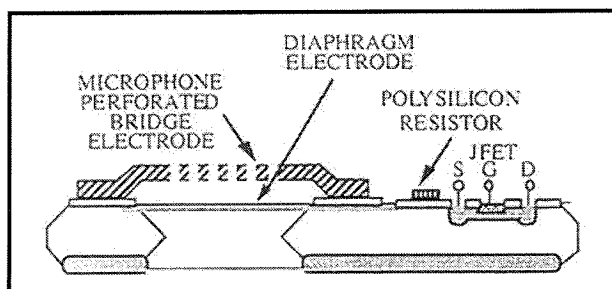 DIAPHRAGM
ELECTRODE
MICROPHONE
PERFORATED
BRIDGE
ELECTRODE
POLYSILICON
RESISTOR
JFET
S G D